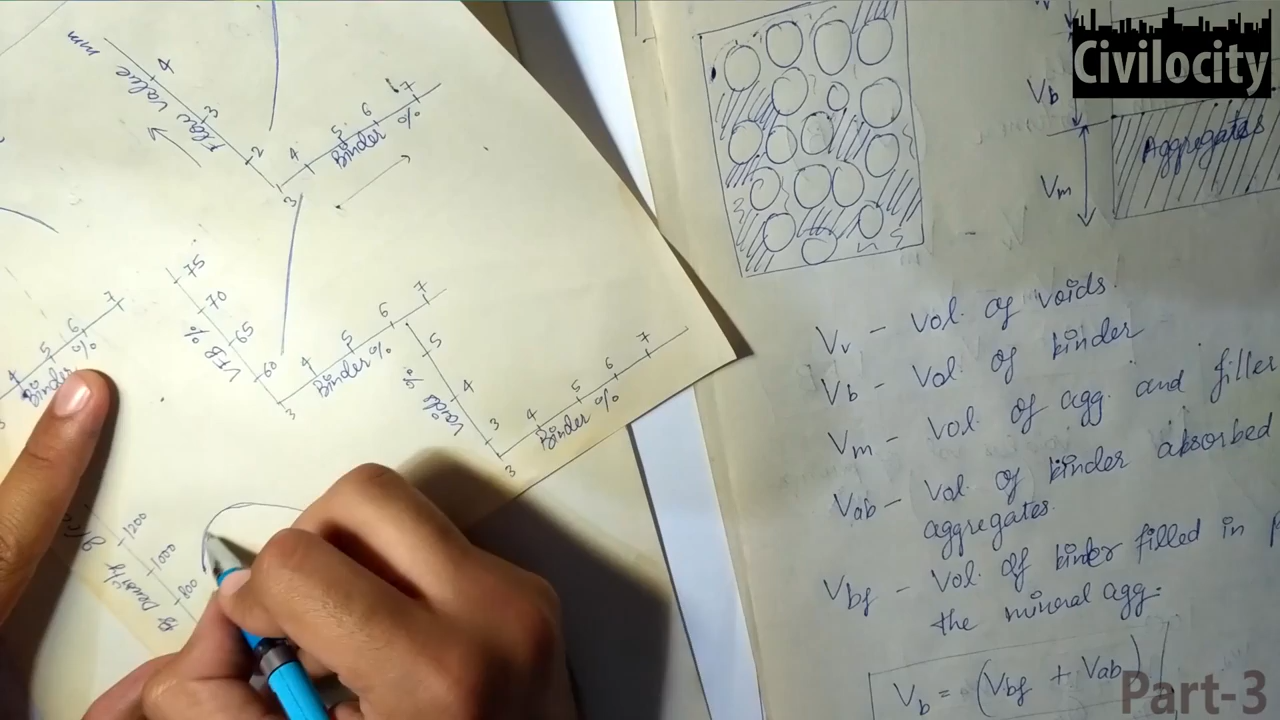 Flow value mm
4
3
2
3
4
5
6
7
Binder %
75
70
65
60
VFB %
3
4
5
6
7
Binder %
4
5
6
7
Binder %
5
4
3
Voids %
3
4
5
6
7
Binder %
1200
1000
800
Density
Civilocity
Vb
Aggregates
Vm
Vv - Vol. of voids.
Vb - Vol of binder
Vm - Vol of agg. and filler
Vab - Vol. of binder absorbed
aggregates.
Vbf - Vol. of binder filled in
the mineral agg.
Vb = (Vbf + Vab)
Part-3